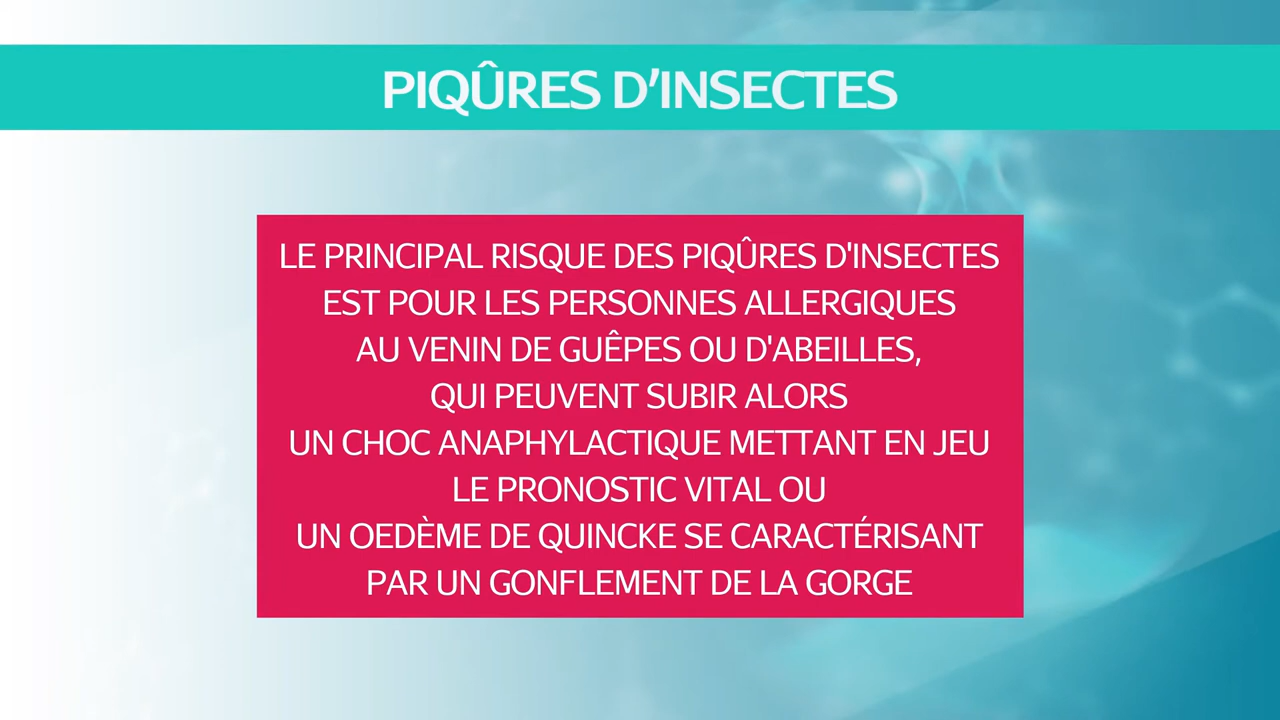 PIQÛRES D’INSECTES
LE PRINCIPAL RISQUE DES PIQÛRES D'INSECTES
EST POUR LES PERSONNES ALLERGIQUES
AU VENIN DE GUÊPES OU D'ABEILLES,
QUI PEUVENT SUBIR ALORS
UN CHOC ANAPHYLACTIQUE METTANT EN JEU
LE PRONOSTIC VITAL OU
UN OEDÈME DE QUINCKE SE CARACTÉRISANT
PAR UN GONFLEMENT DE LA GORGE